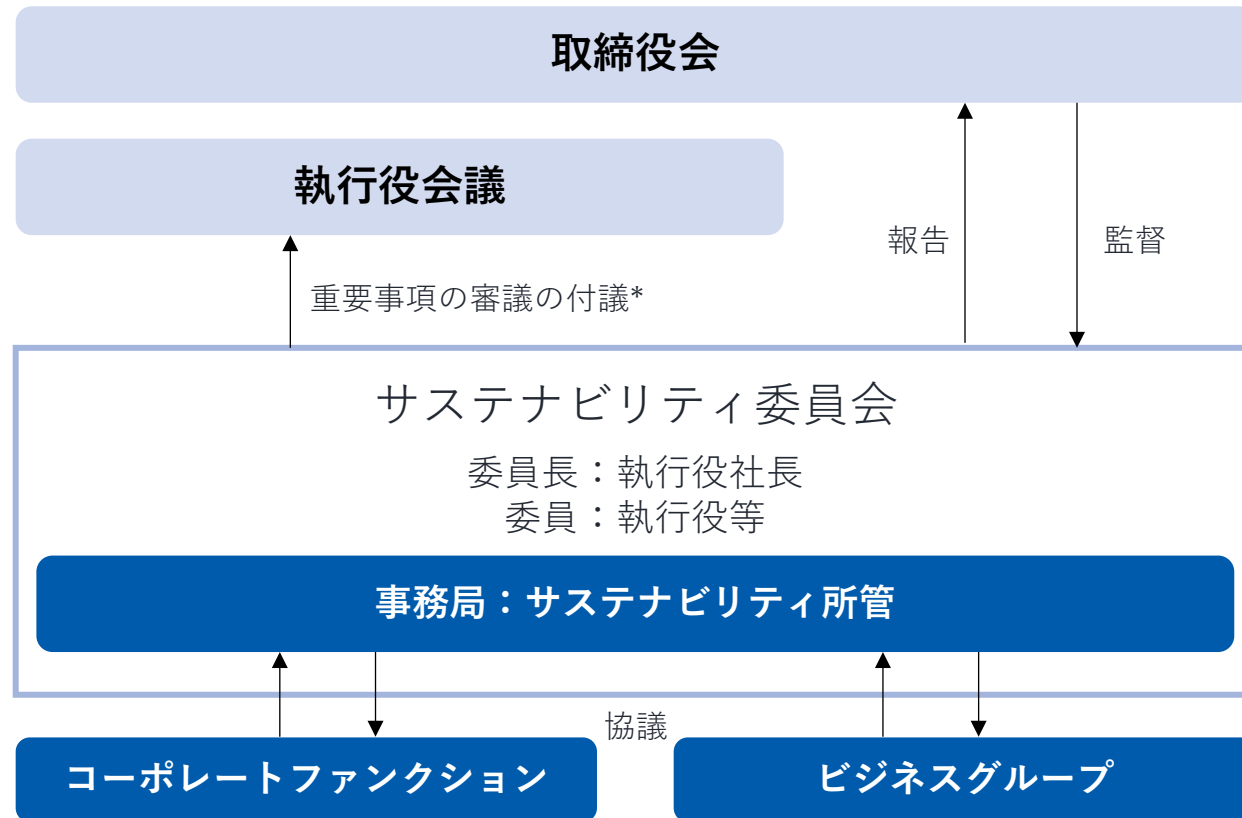 取締役会
執行役会議
報告
監督
重要事項の審議の付議*
サステナビリティ委員会
委員長：執行役社長
委員：執行役等
事務局：サステナビリティ所管
協議
コーポレートファンクション
ビジネスグループ